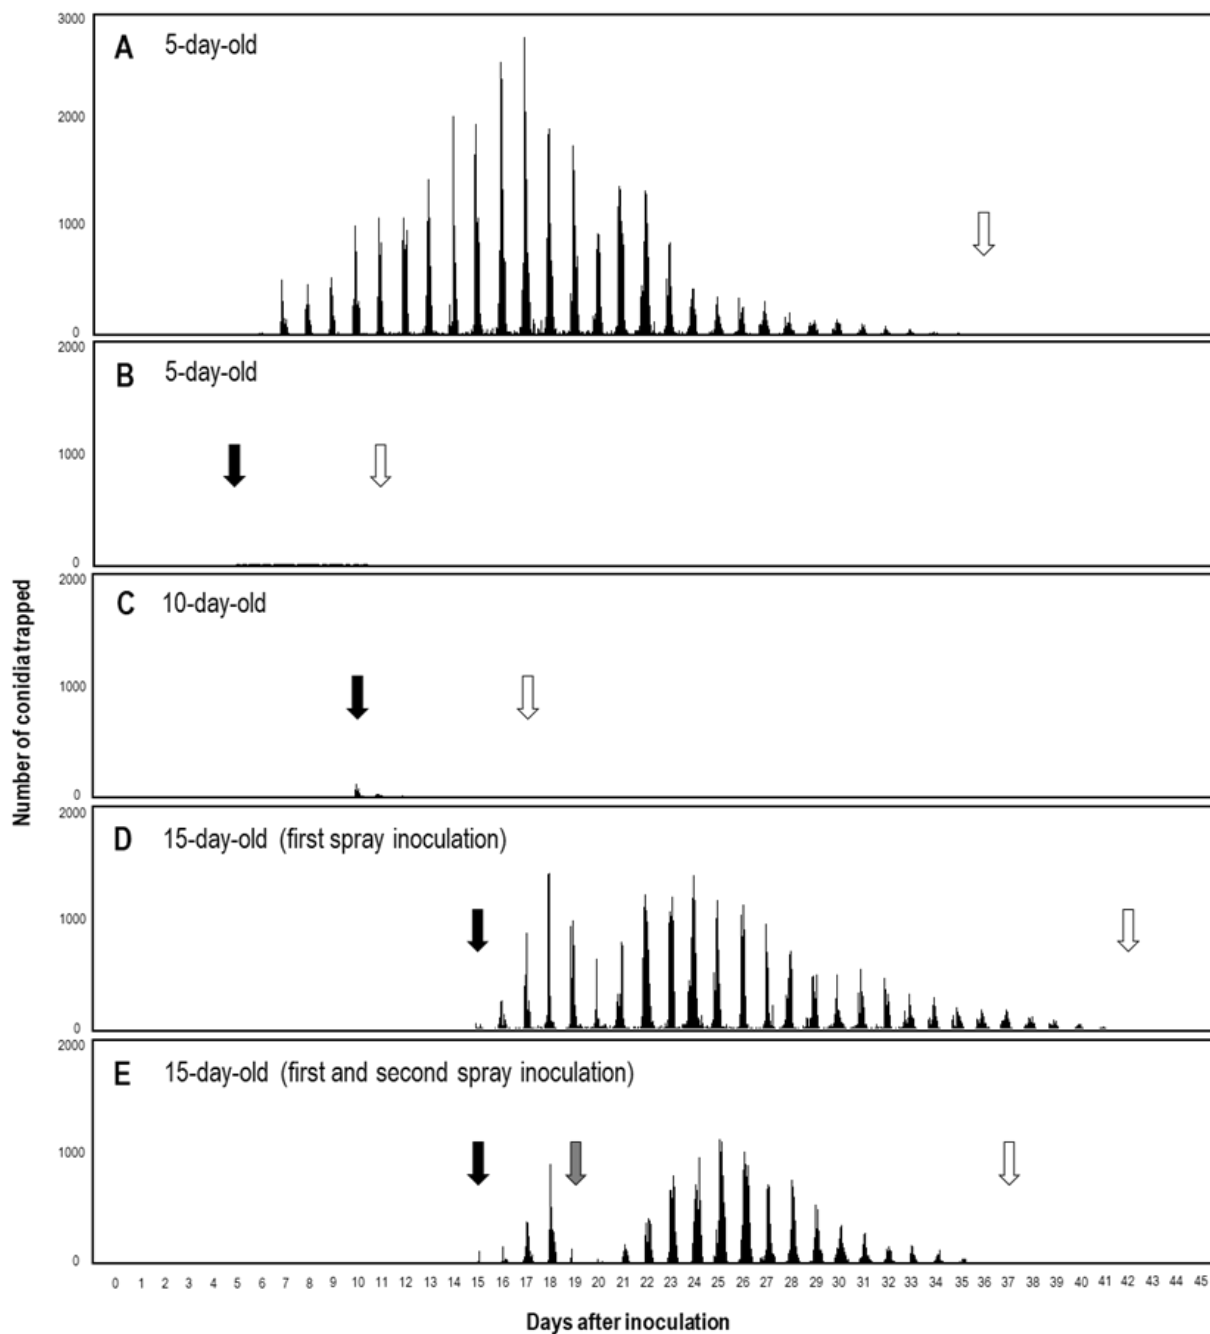 3000
A 5-day-old
2000
1000
0
2000
B 5-day-old
1000
0
2000
C 10-day-old
1000
0
2000
D 15-day-old (first spray inoculation)
1000
0
2000
E 15-day-old (first and second spray inoculation)
1000
0
Number of conidia trapped
0 1 2 3 4 5 6 7 8 9 10 11 12 13 14 15 16 17 18 19 20 21 22 23 24 25 26 27 28 29 30 31 32 33 34 35 36 37 38 39 40 41 42 43 44 45
Days after inoculation